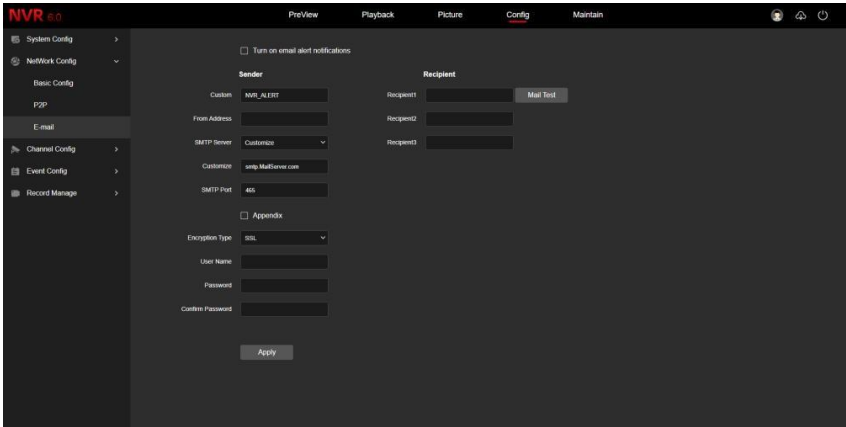 NVR 6.0
PreView Playback Picture Config Maintain
System Config
NetWork Config
Basic Config
P2P
E-mail
Channel Config
Event Config
Record Manage
Turn on email alert notifications
Sender Recipient
Custom NVR_ALERT Recipient1 Mail Test
From Address Recipient2
SMTP Server Customize Recipient3
Customize smtp.MailServer.com
SMTP Port 465
Appendix
Encryption Type SSL
User Name
Password
Confirm Password
Apply